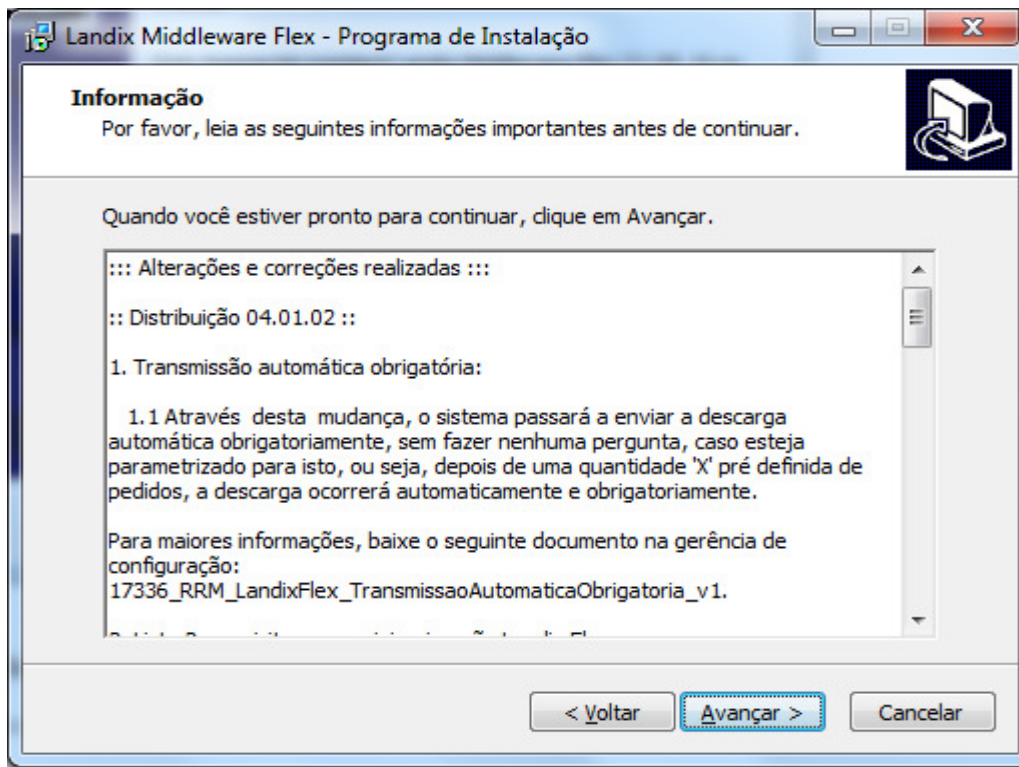 Landix Middleware Flex - Programa de Instalação
Informação
Por favor, leia as seguintes informações importantes antes de continuar.
Quando você estiver pronto para continuar, clique em Avançar.
::: Alterações e correções realizadas :::
:: Distribuição 04.01.02 ::
1. Transmissão automática obrigatória:
1.1 Através desta mudança, o sistema passará a enviar a descarga
automática obrigatoriamente, sem fazer nenhuma pergunta, caso esteja
parametrizado para isto, ou seja, depois de uma quantidade 'X' pré definida de
pedidos, a descarga ocorrerá automaticamente e obrigatoriamente.
Para maiores informações, baixe o seguinte documento na gerência de
configuração:
17336_RRM_LandixFlex_TransmissaoAutomaticaObrigatoria_v1.
< Voltar
Avançar >
Cancelar